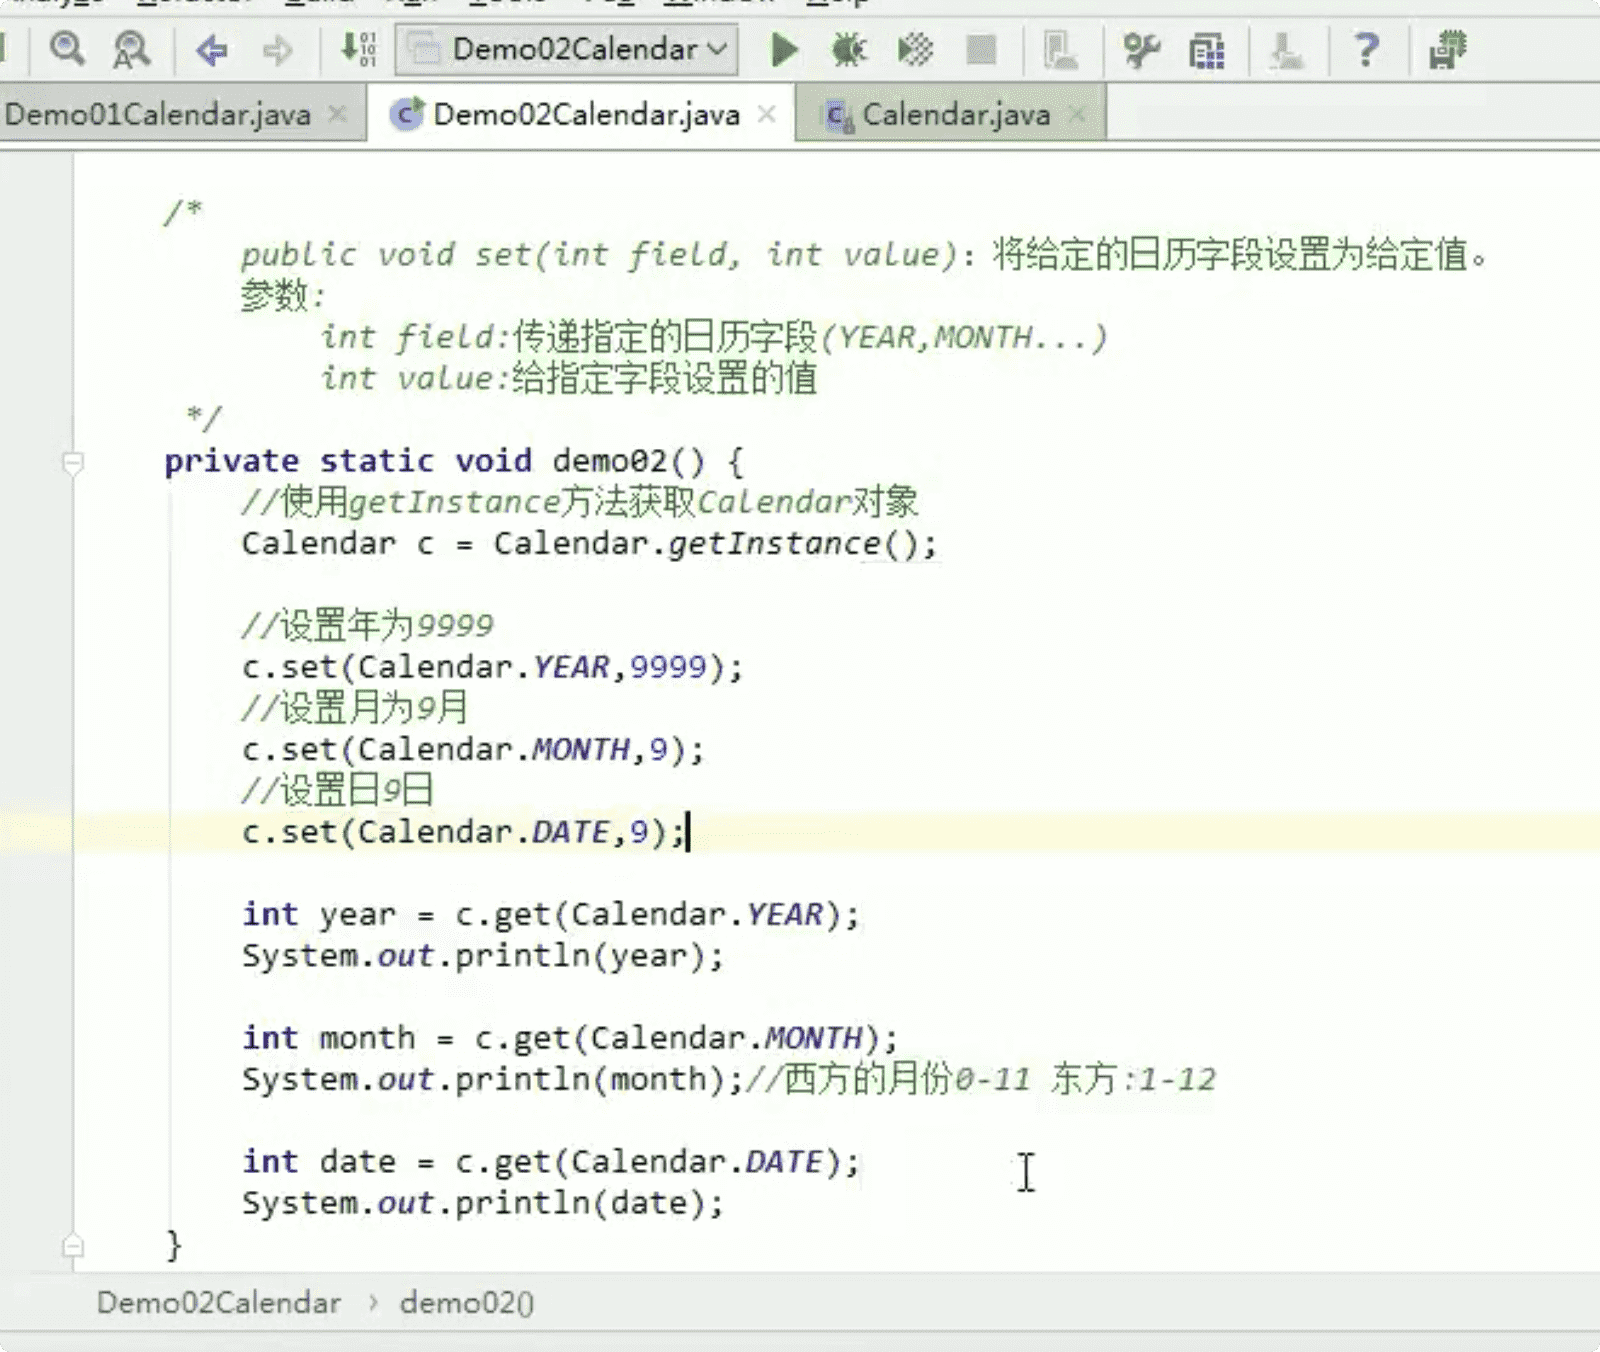 Analyze Refactor Build Run Tools VCS Window Help
Demo02Calendar
Demo01Calendar.java
Demo02Calendar.java
Calendar.java
/*
public void set(int field, int value)：将给定的日历字段设置为给定值。
参数：
int field:传递指定的日历字段(YEAR,MONTH...)
int value:给指定字段设置的值
*/
private static void demo02() {
//使用getInstance方法获取Calendar对象
Calendar c = Calendar.getInstance();
//设置年为9999
c.set(Calendar.YEAR,9999);
//设置月为9月
c.set(Calendar.MONTH,9);
//设置日9日
c.set(Calendar.DATE,9);
int year = c.get(Calendar.YEAR);
System.out.println(year);
int month = c.get(Calendar.MONTH);
System.out.println(month);//西方的月份0-11 东方:1-12
int date = c.get(Calendar.DATE);
System.out.println(date);
}
Demo02Calendar › demo02()